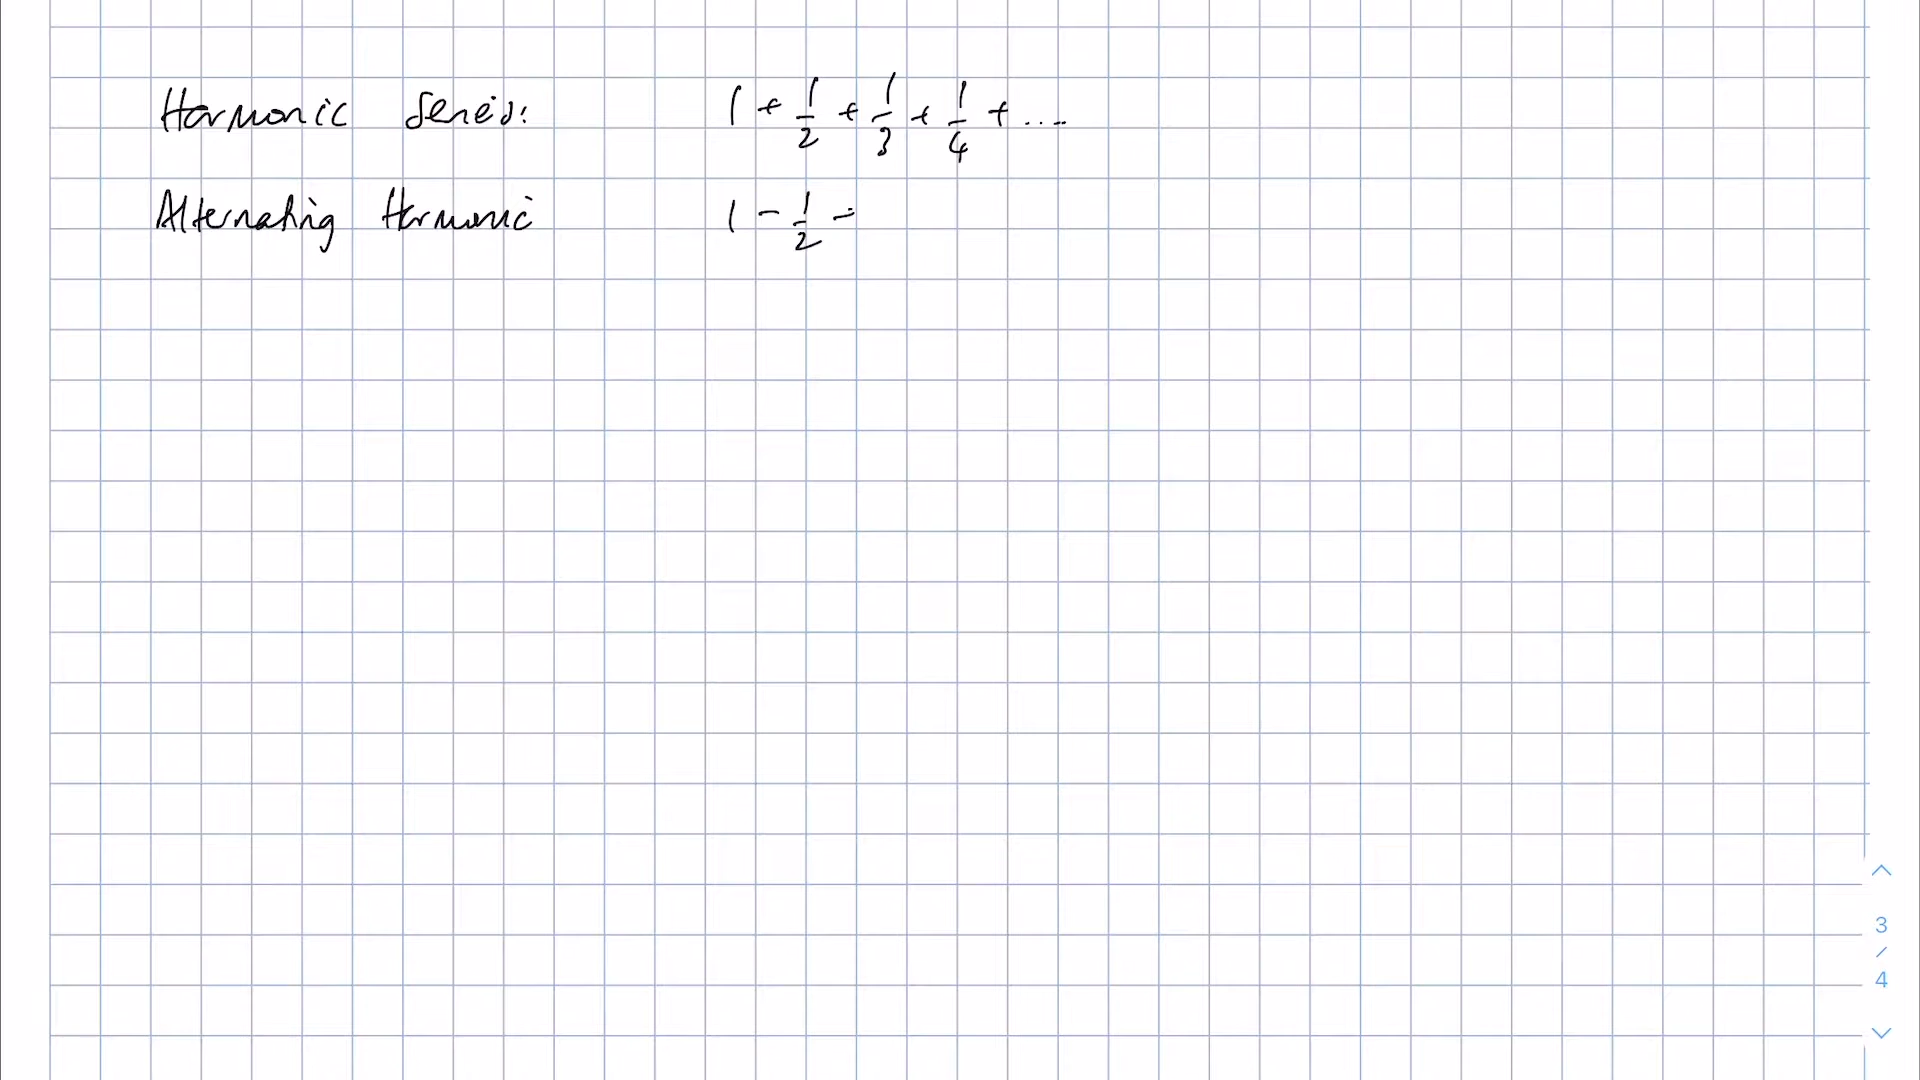 Harmonic Series: 1 + 1/2 + 1/3 + 1/4 + ....
Alternating Harmonic 1 - 1/2 -
3
/
4